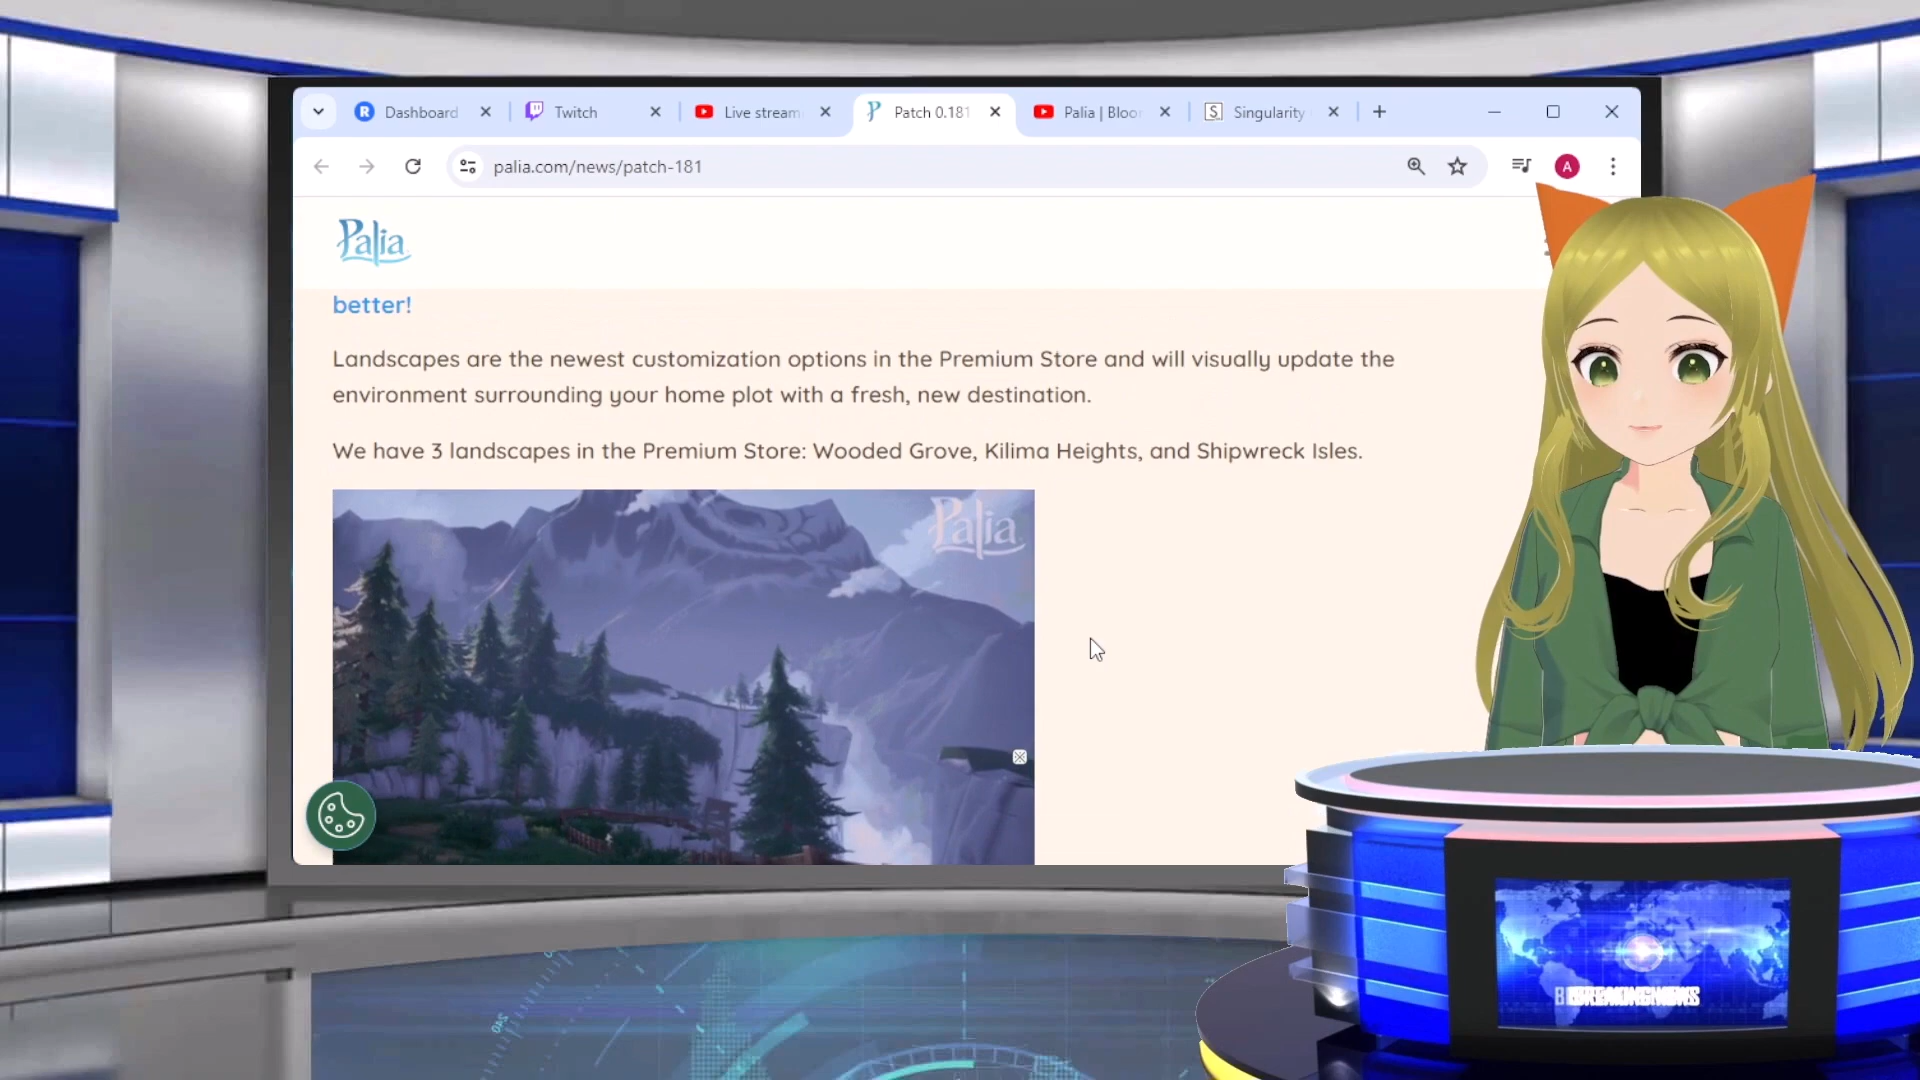 Dashboard
Twitch
Live stream
Patch 0.181
Palia | Bloo
Singularity
palia.com/news/patch-181
A
Palia
better!
Landscapes are the newest customization options in the Premium Store and will visually update the
environment surrounding your home plot with a fresh, new destination.
We have 3 landscapes in the Premium Store: Wooded Grove, Kilima Heights, and Shipwreck Isles.
Palia
240